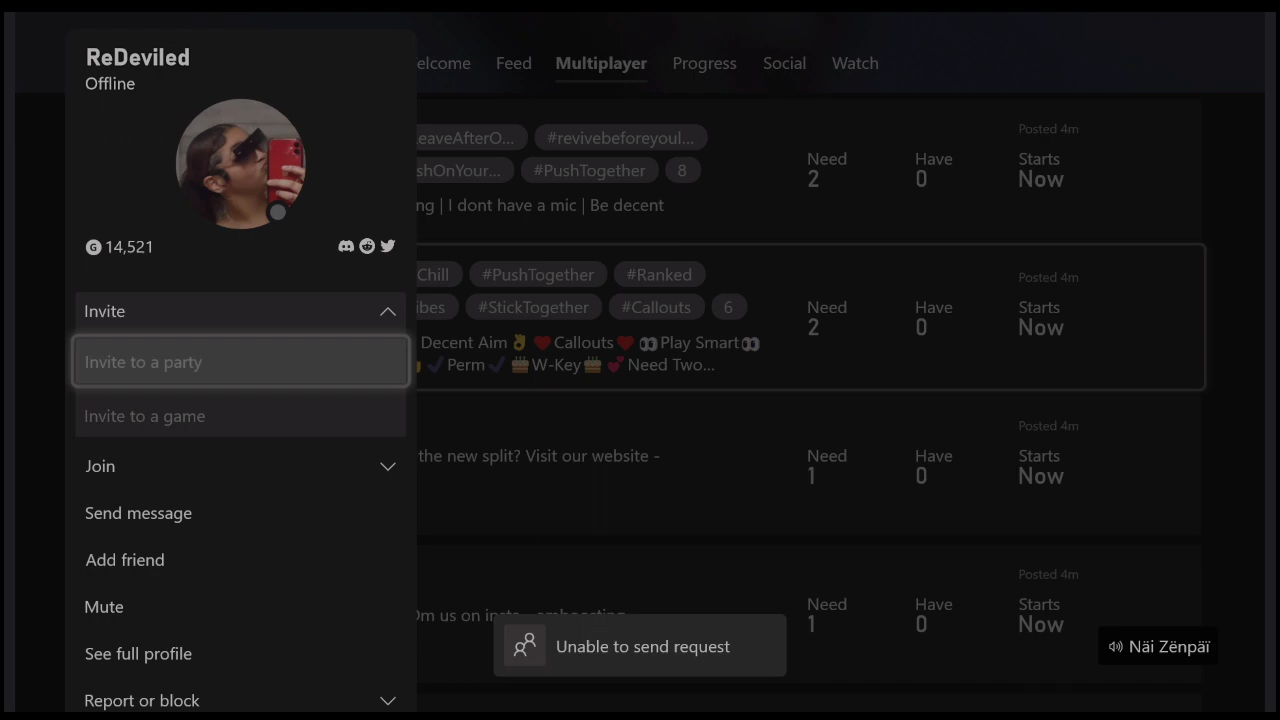 ReDeviled
Offline
G 14,521
Invite
Invite to a party
Invite to a game
Join
Send message
Add friend
Mute
See full profile
Report or block
elcome Feed Multiplayer Progress Social Watch
eaveAfterO... #revivebeforeyoul...
shOnYour... #PushTogether 8
ng | I dont have a mic | Be decent
Posted 4m
Need Have Starts
2 0 Now
Chill #PushTogether #Ranked
ibes #StickTogether #Callouts 6
Decent Aim👌 ❤️Callouts❤️ 👀Play Smart👀
✔️Perm✔️ 🎂W-Key🎂 💕Need Two...
Posted 4m
Need Have Starts
2 0 Now
the new split? Visit our website -
Posted 4m
Need Have Starts
1 0 Now
Dm us on insta
Posted 4m
Need Have Starts
1 0 Now
Unable to send request
Näi Zënpäï